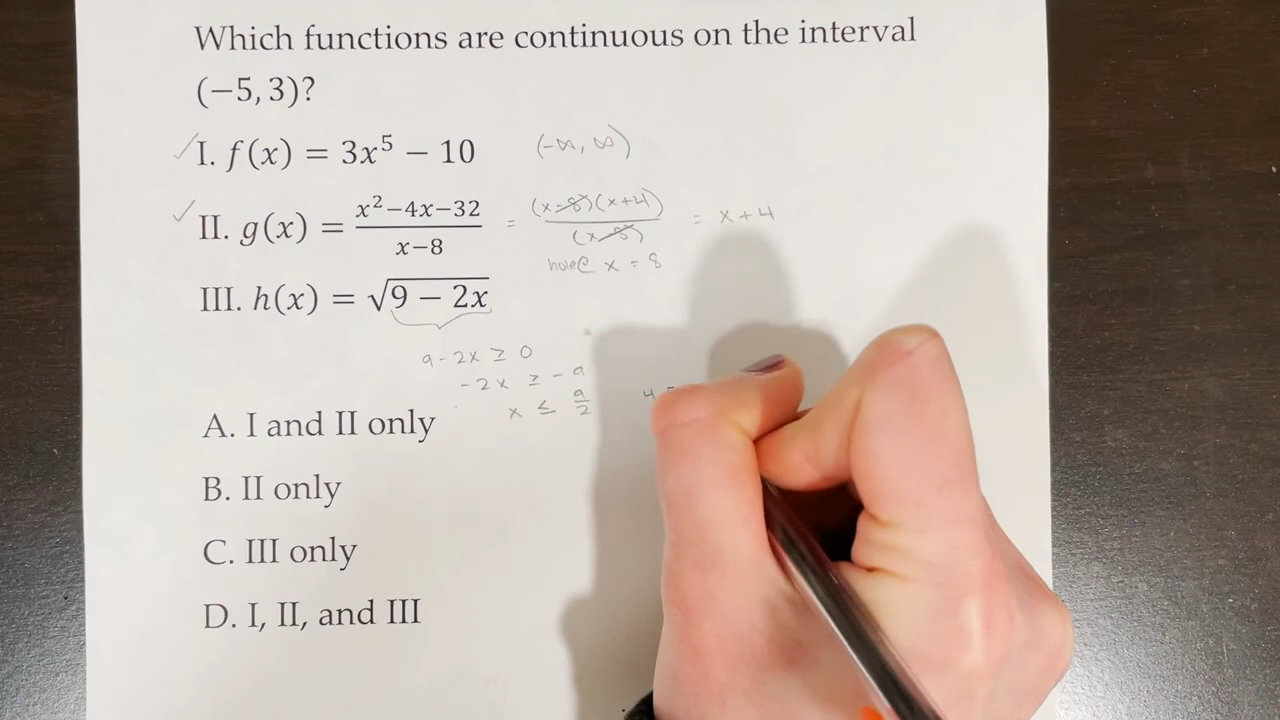 Which functions are continuous on the interval
(−5, 3)?
✓ I. f(x) = 3x⁵ − 10 (-∞, ∞)
✓ II. g(x) = (x²−4x−32)/(x−8) = (x-8)(x+4)/(x-8) = x+4
hole@ x = 8
III. h(x) = √(9 − 2x)
9-2x ≥ 0
-2x ≥ -9
x ≤ 9/2
A. I and II only
B. II only
C. III only
D. I, II, and III